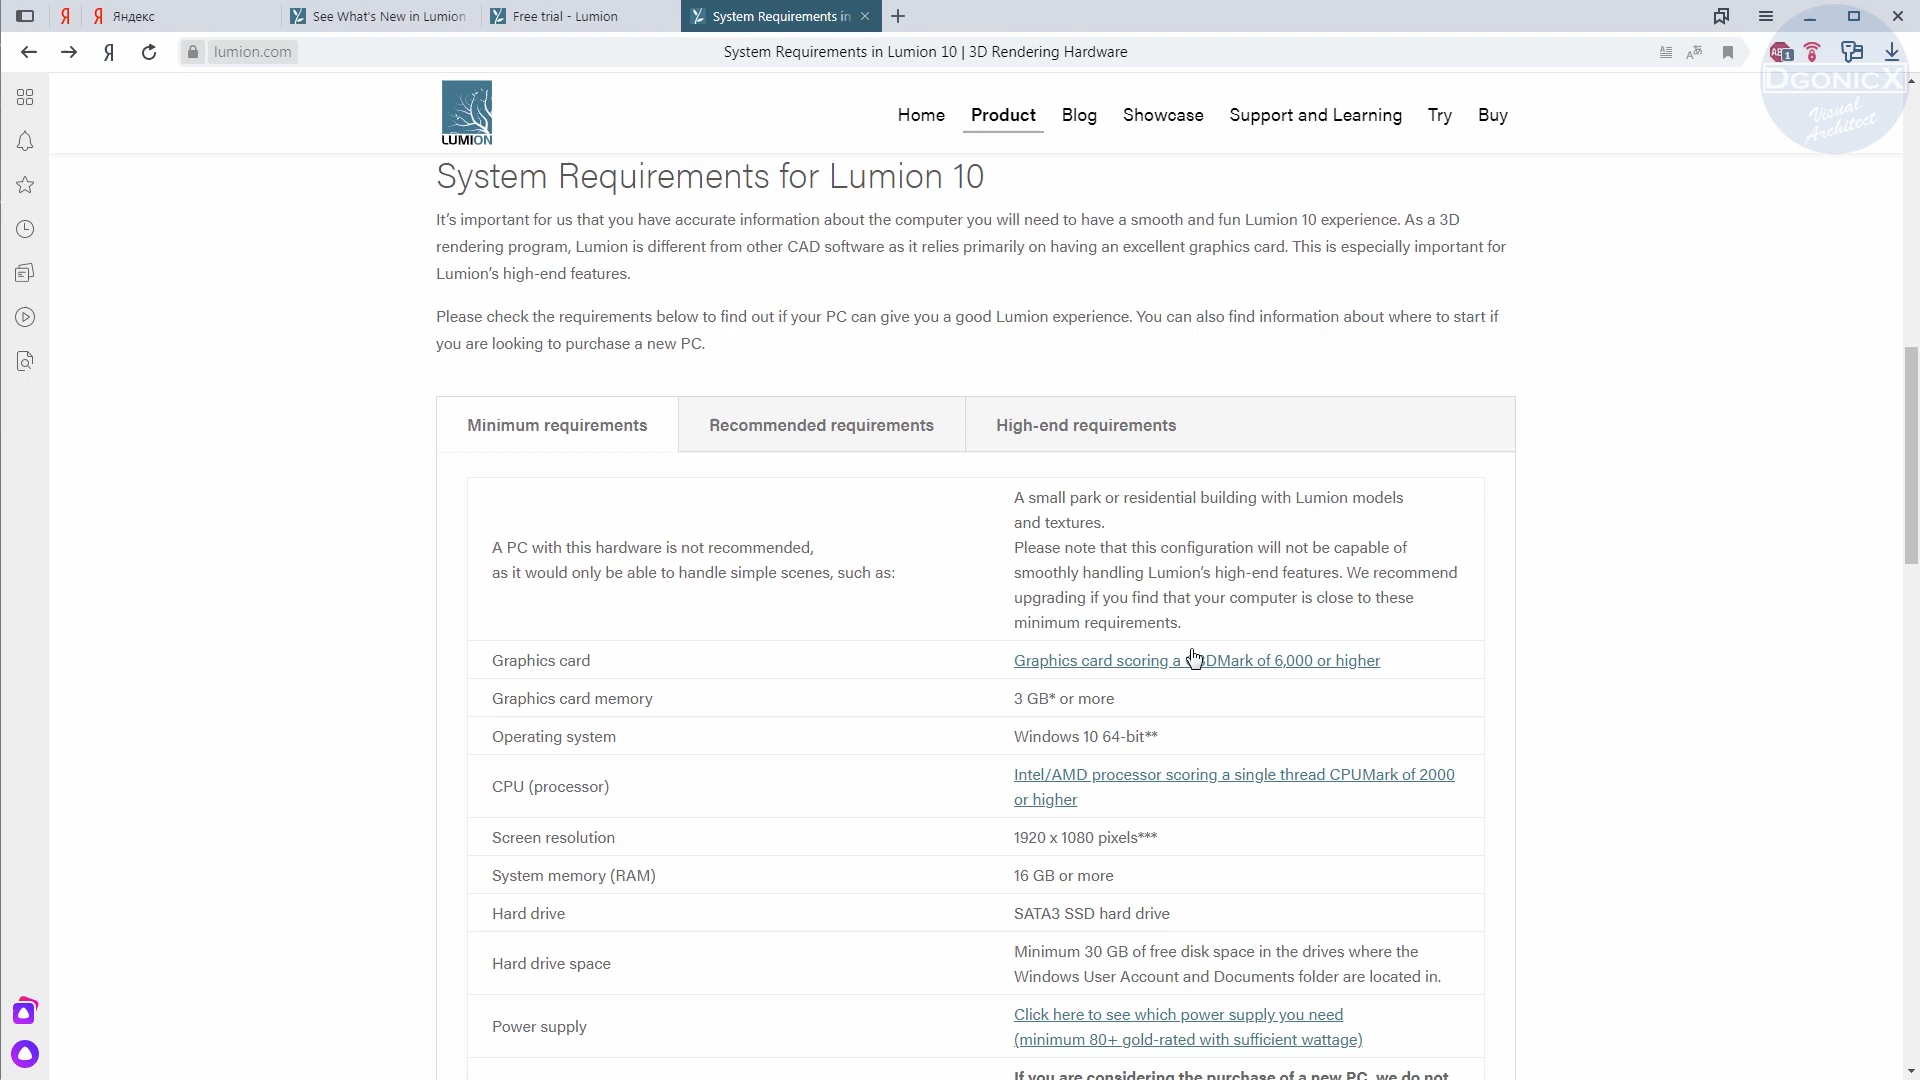 Яндекс
See What's New in Lumion
Free trial - Lumion
System Requirements in
lumion.com
System Requirements in Lumion 10 | 3D Rendering Hardware
DGONICX
Visual
Architect
LUMION
Home
Product
Blog
Showcase
Support and Learning
Try
Buy
System Requirements for Lumion 10
It’s important for us that you have accurate information about the computer you will need to have a smooth and fun Lumion 10 experience. As a 3D
rendering program, Lumion is different from other CAD software as it relies primarily on having an excellent graphics card. This is especially important for
Lumion’s high-end features.
Please check the requirements below to find out if your PC can give you a good Lumion experience. You can also find information about where to start if
you are looking to purchase a new PC.
Minimum requirements
Recommended requirements
High-end requirements
A PC with this hardware is not recommended,
as it would only be able to handle simple scenes, such as:
A small park or residential building with Lumion models
and textures.
Please note that this configuration will not be capable of
smoothly handling Lumion’s high-end features. We recommend
upgrading if you find that your computer is close to these
minimum requirements.
Graphics card
Graphics card scoring a DMark of 6,000 or higher
Graphics card memory
3 GB* or more
Operating system
Windows 10 64-bit**
CPU (processor)
Intel/AMD processor scoring a single thread CPUMark of 2000
or higher
Screen resolution
1920 x 1080 pixels***
System memory (RAM)
16 GB or more
Hard drive
SATA3 SSD hard drive
Hard drive space
Minimum 30 GB of free disk space in the drives where the
Windows User Account and Documents folder are located in.
Power supply
Click here to see which power supply you need
(minimum 80+ gold-rated with sufficient wattage)
If you are considering the purchase of a new PC, we do not